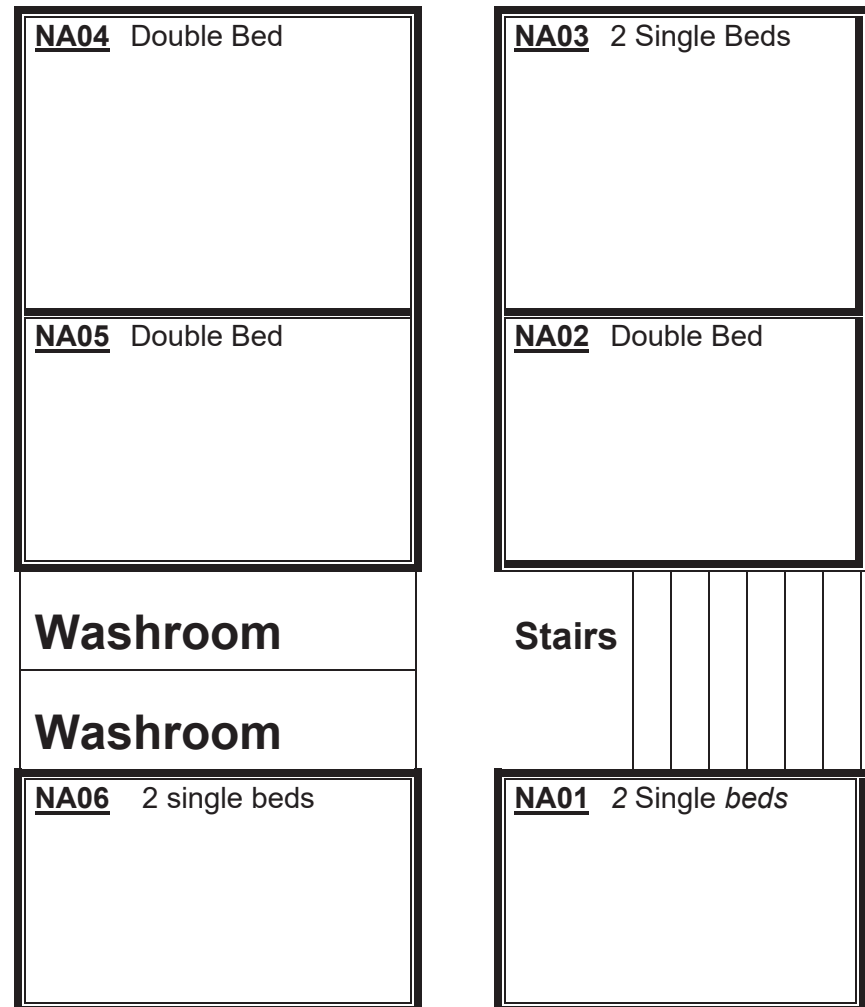 NA04 Double Bed
NA03 2 Single Beds
NA05 Double Bed
NA02 Double Bed
Washroom
Stairs
Washroom
NA06 2 single beds
NA01 2 Single beds